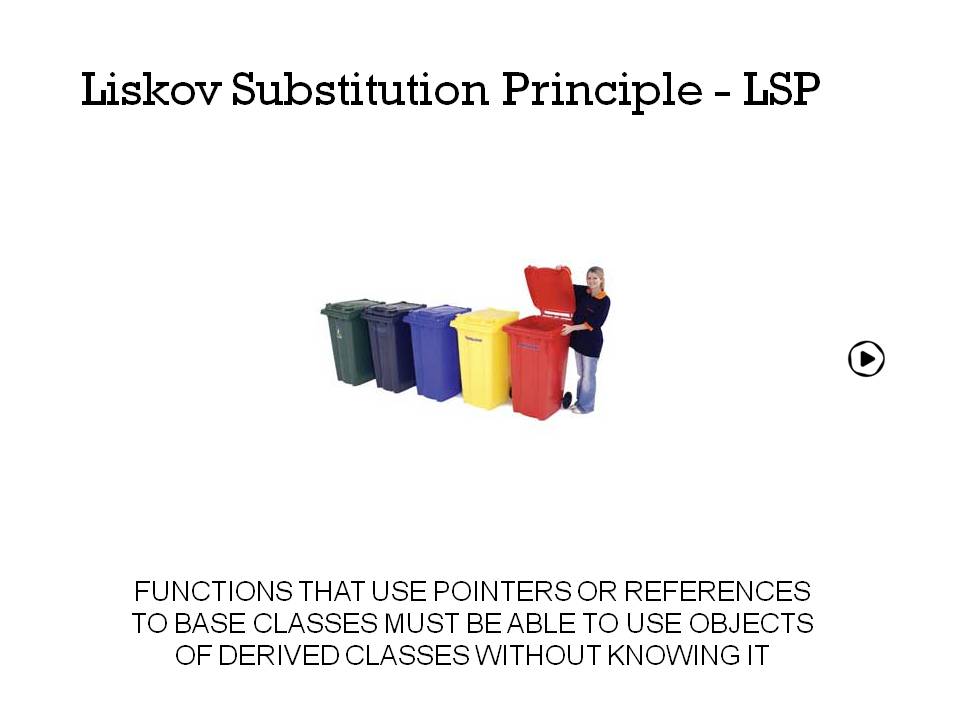 Liskov Substitution Principle - LSP
FUNCTIONS THAT USE POINTERS OR REFERENCES
TO BASE CLASSES MUST BE ABLE TO USE OBJECTS
OF DERIVED CLASSES WITHOUT KNOWING IT